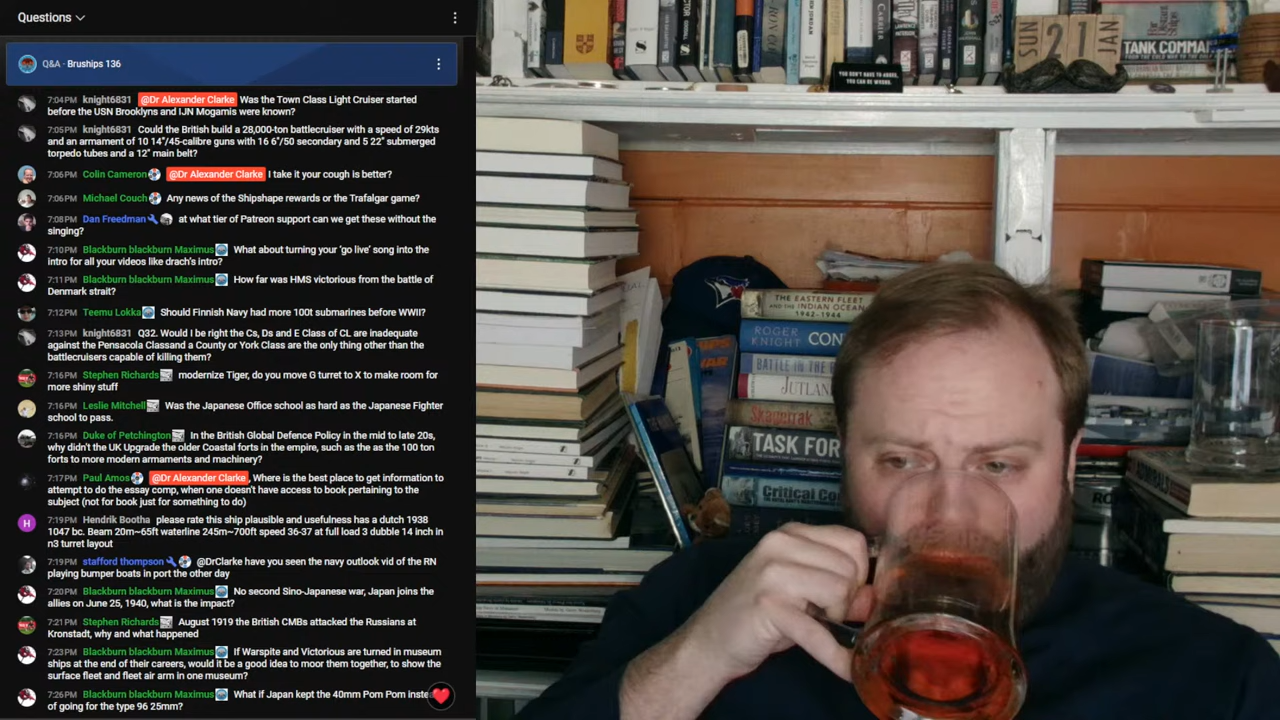 Questions
Q&A · Bruships 136
7:04PM knight6831 @Dr Alexander Clarke Was the Town Class Light Cruiser started
before the USN Brooklyns and IJN Mogamis were known?
7:05PM knight6831 Could the British build a 28,000-ton battlecruiser with a speed of 29kts
and an armament of 10 14"/45-calibre guns with 16 6"/50 secondary and 5 22" submerged
torpedo tubes and a 12" main belt?
7:06PM Colin Cameron @Dr Alexander Clarke I take it your cough is better?
7:06PM Michael Couch Any news of the Shipshape rewards or the Trafalgar game?
7:08PM Dan Freedman at what tier of Patreon support can we get these without the
singing?
7:10PM Blackburn blackburn Maximus What about turning your 'go live' song into the
intro for all your videos like drach's intro?
7:11PM Blackburn blackburn Maximus How far was HMS victorious from the battle of
Denmark strait?
7:12PM Teemu Lokka Should Finnish Navy had more 100t submarines before WWII?
7:13PM knight6831 Q32. Would I be right the Cs, Ds and E Class of CL are inadequate
against the Pensacola Classand a County or York Class are the only thing other than the
battlecruisers capable of killing them?
7:16PM Stephen Richards modernize Tiger, do you move G turret to X to make room for
more shiny stuff
7:16PM Leslie Mitchell Was the Japanese Office school as hard as the Japanese Fighter
school to pass.
7:16PM Duke of Petchington In the British Global Defence Policy in the mid to late 20s,
why didn't the UK Upgrade the older Coastal forts in the empire, such as the as the 100 ton
forts to more modern armaments and machinery?
7:17PM Paul Amos @Dr Alexander Clarke, Where is the best place to get information to
attempt to do the essay comp, when one doesn't have access to book pertaining to the
subject (not for book just for something to do)
7:19PM Hendrik Bootha please rate this ship plausible and usefulness has a dutch 1938
1047 bc. Beam 20m~65ft waterline 245m~700ft speed 36-37 at full load 3 dubble 14 inch in
n3 turret layout
7:19PM stafford thompson @DrClarke have you seen the navy outlook vid of the RN
playing bumper boats in port the other day
7:20PM Blackburn blackburn Maximus No second Sino-Japanese war, Japan joins the
allies on June 25, 1940, what is the impact?
7:21PM Stephen Richards August 1919 the British CMBs attacked the Russians at
Kronstadt, why and what happened
7:23PM Blackburn blackburn Maximus If Warspite and Victorious are turned in museum
ships at the end of their careers, would it be a good idea to moor them together, to show the
surface fleet and fleet air arm in one museum?
7:26PM Blackburn blackburn Maximus What if Japan kept the 40mm Pom Pom inste
of going for the type 96 25mm?
SUN 21 JAN
TANK COMMA
YOU DON'T HAVE TO AGREE,
YOU CAN BE WRONG.
THE EASTERN FLEET
AND THE INDIAN OCEAN
1942-1944
ROGER
KNIGHT CON
BATTLE IN THE
JUTLAN
Skagerrak
TASK FOR
Critical Co
ADMIRALS